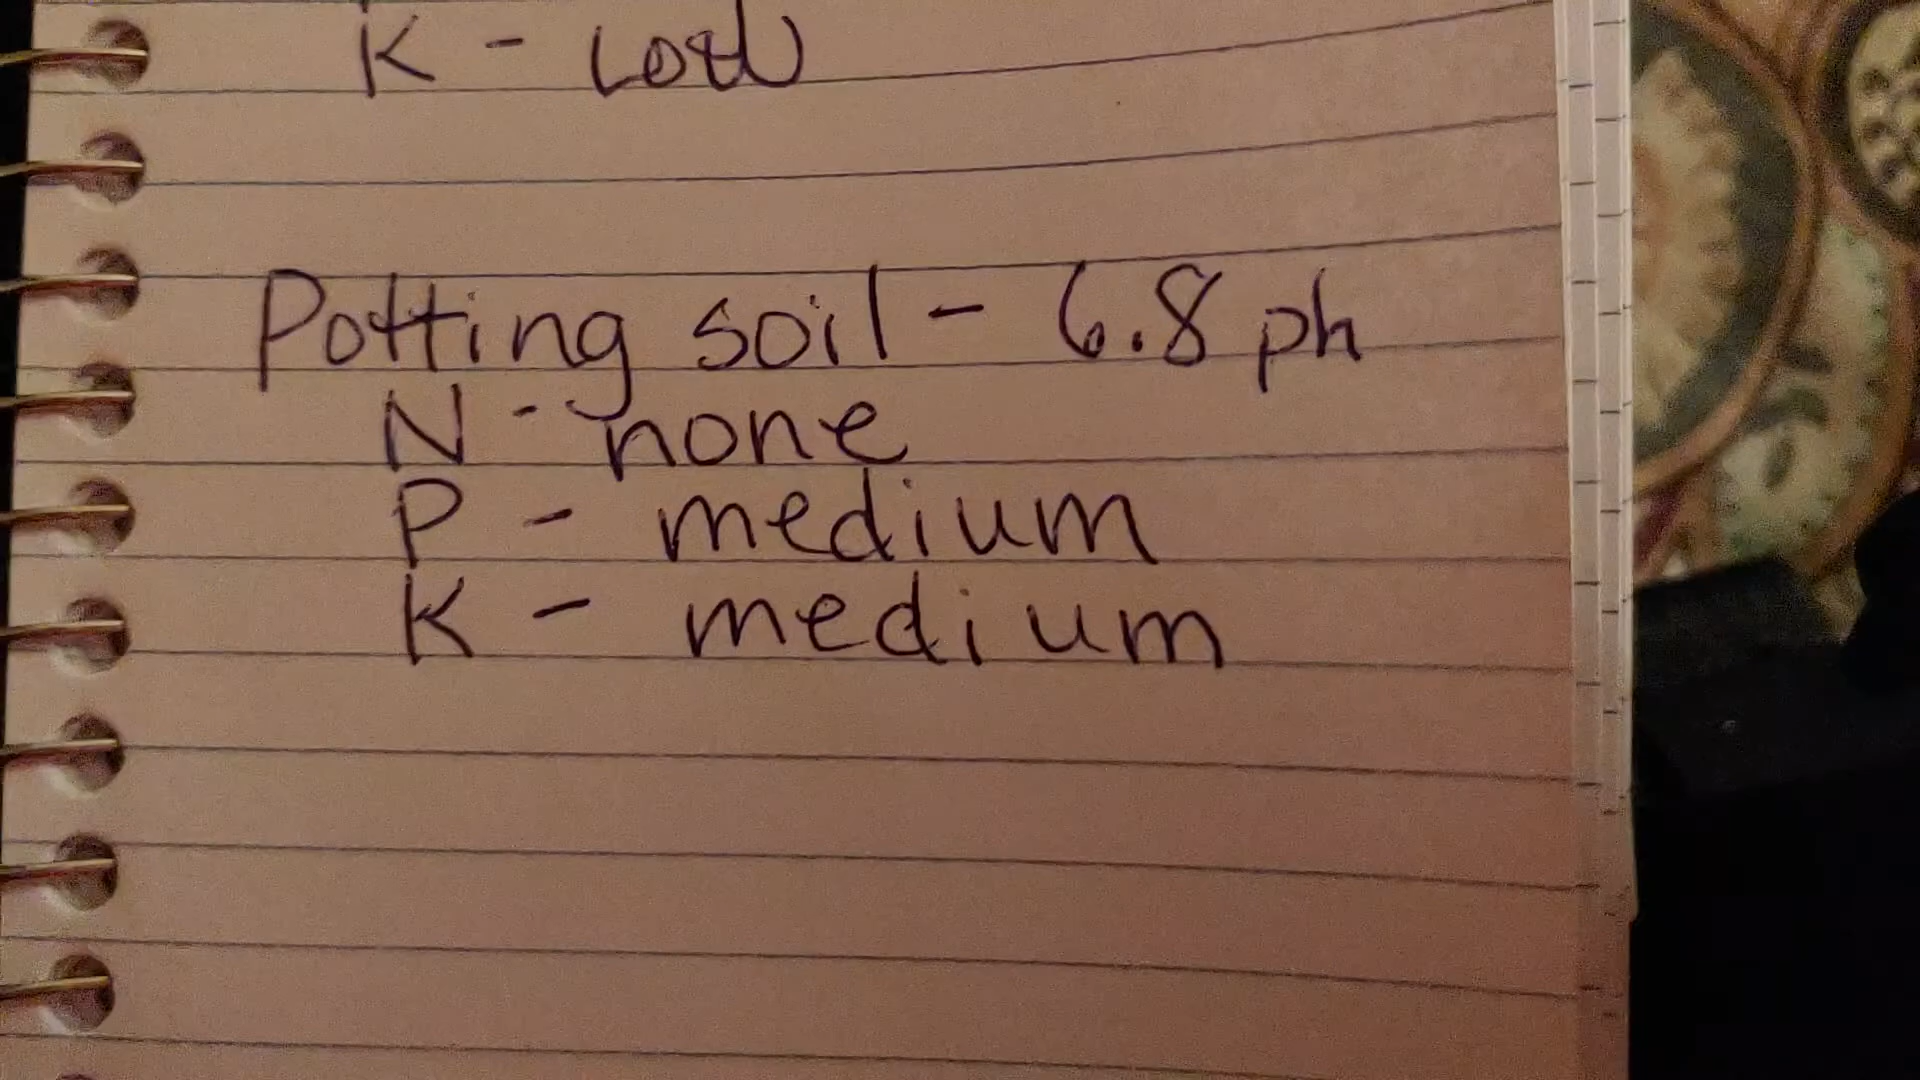 K - low
Potting soil - 6.8 ph
N - none
P - medium
K - medium